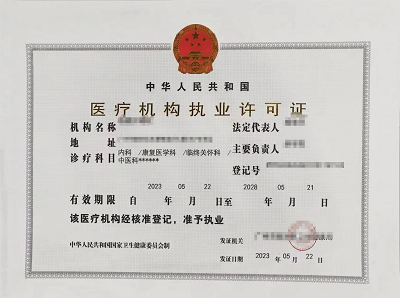 中华人民共和国
医疗机构执业许可证
机构名称 法定代表人
地 址 主要负责人
诊疗科目 内科 /康复医学科 /临终关怀科 /
中医科****** 登记号
2023 05 22 2028 05 21
有效期限 自 年 月 日至 年 月 日
该医疗机构经核准登记，准予执业
中华人民共和国国家卫生健康委员会制 发证机关
发证日期 2023 年 05 月 22 日